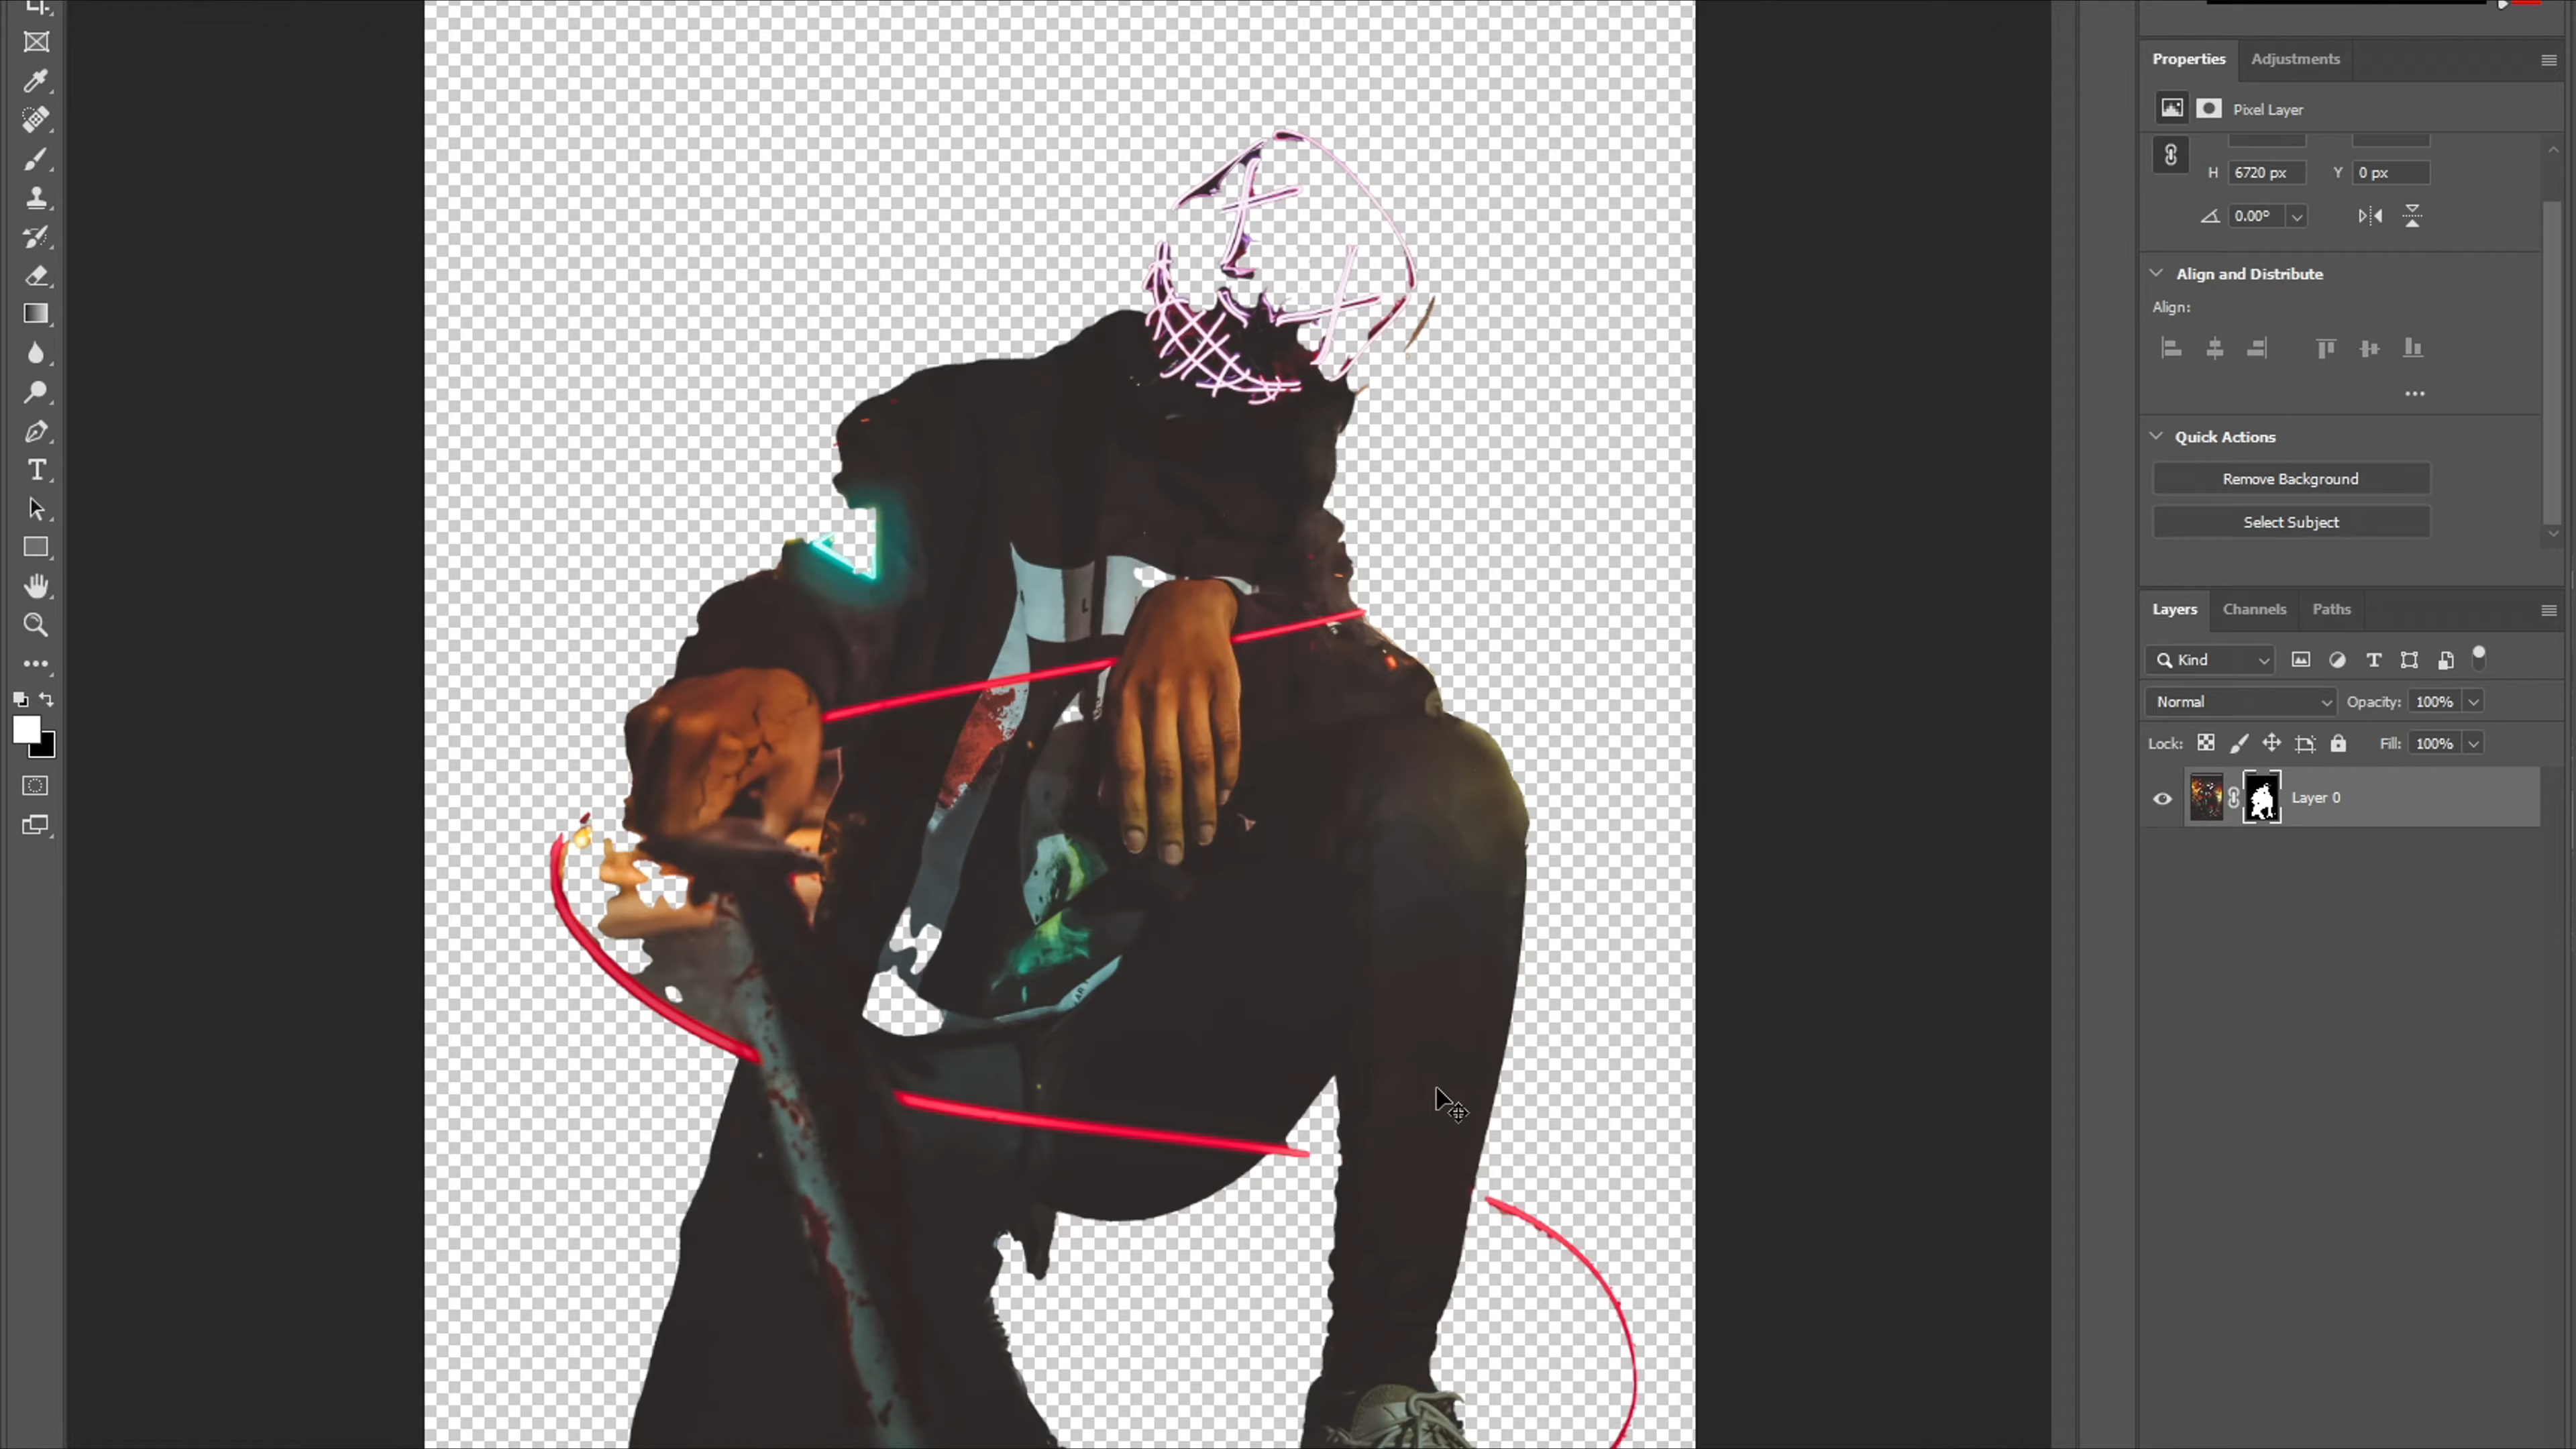 Properties
Adjustments
Pixel Layer
H 6720 px Y 0 px
0.00°
Align and Distribute
Align:
Quick Actions
Remove Background
Select Subject
Layers Channels Paths
Kind
Normal Opacity: 100%
Lock: Fill: 100%
Layer 0
L